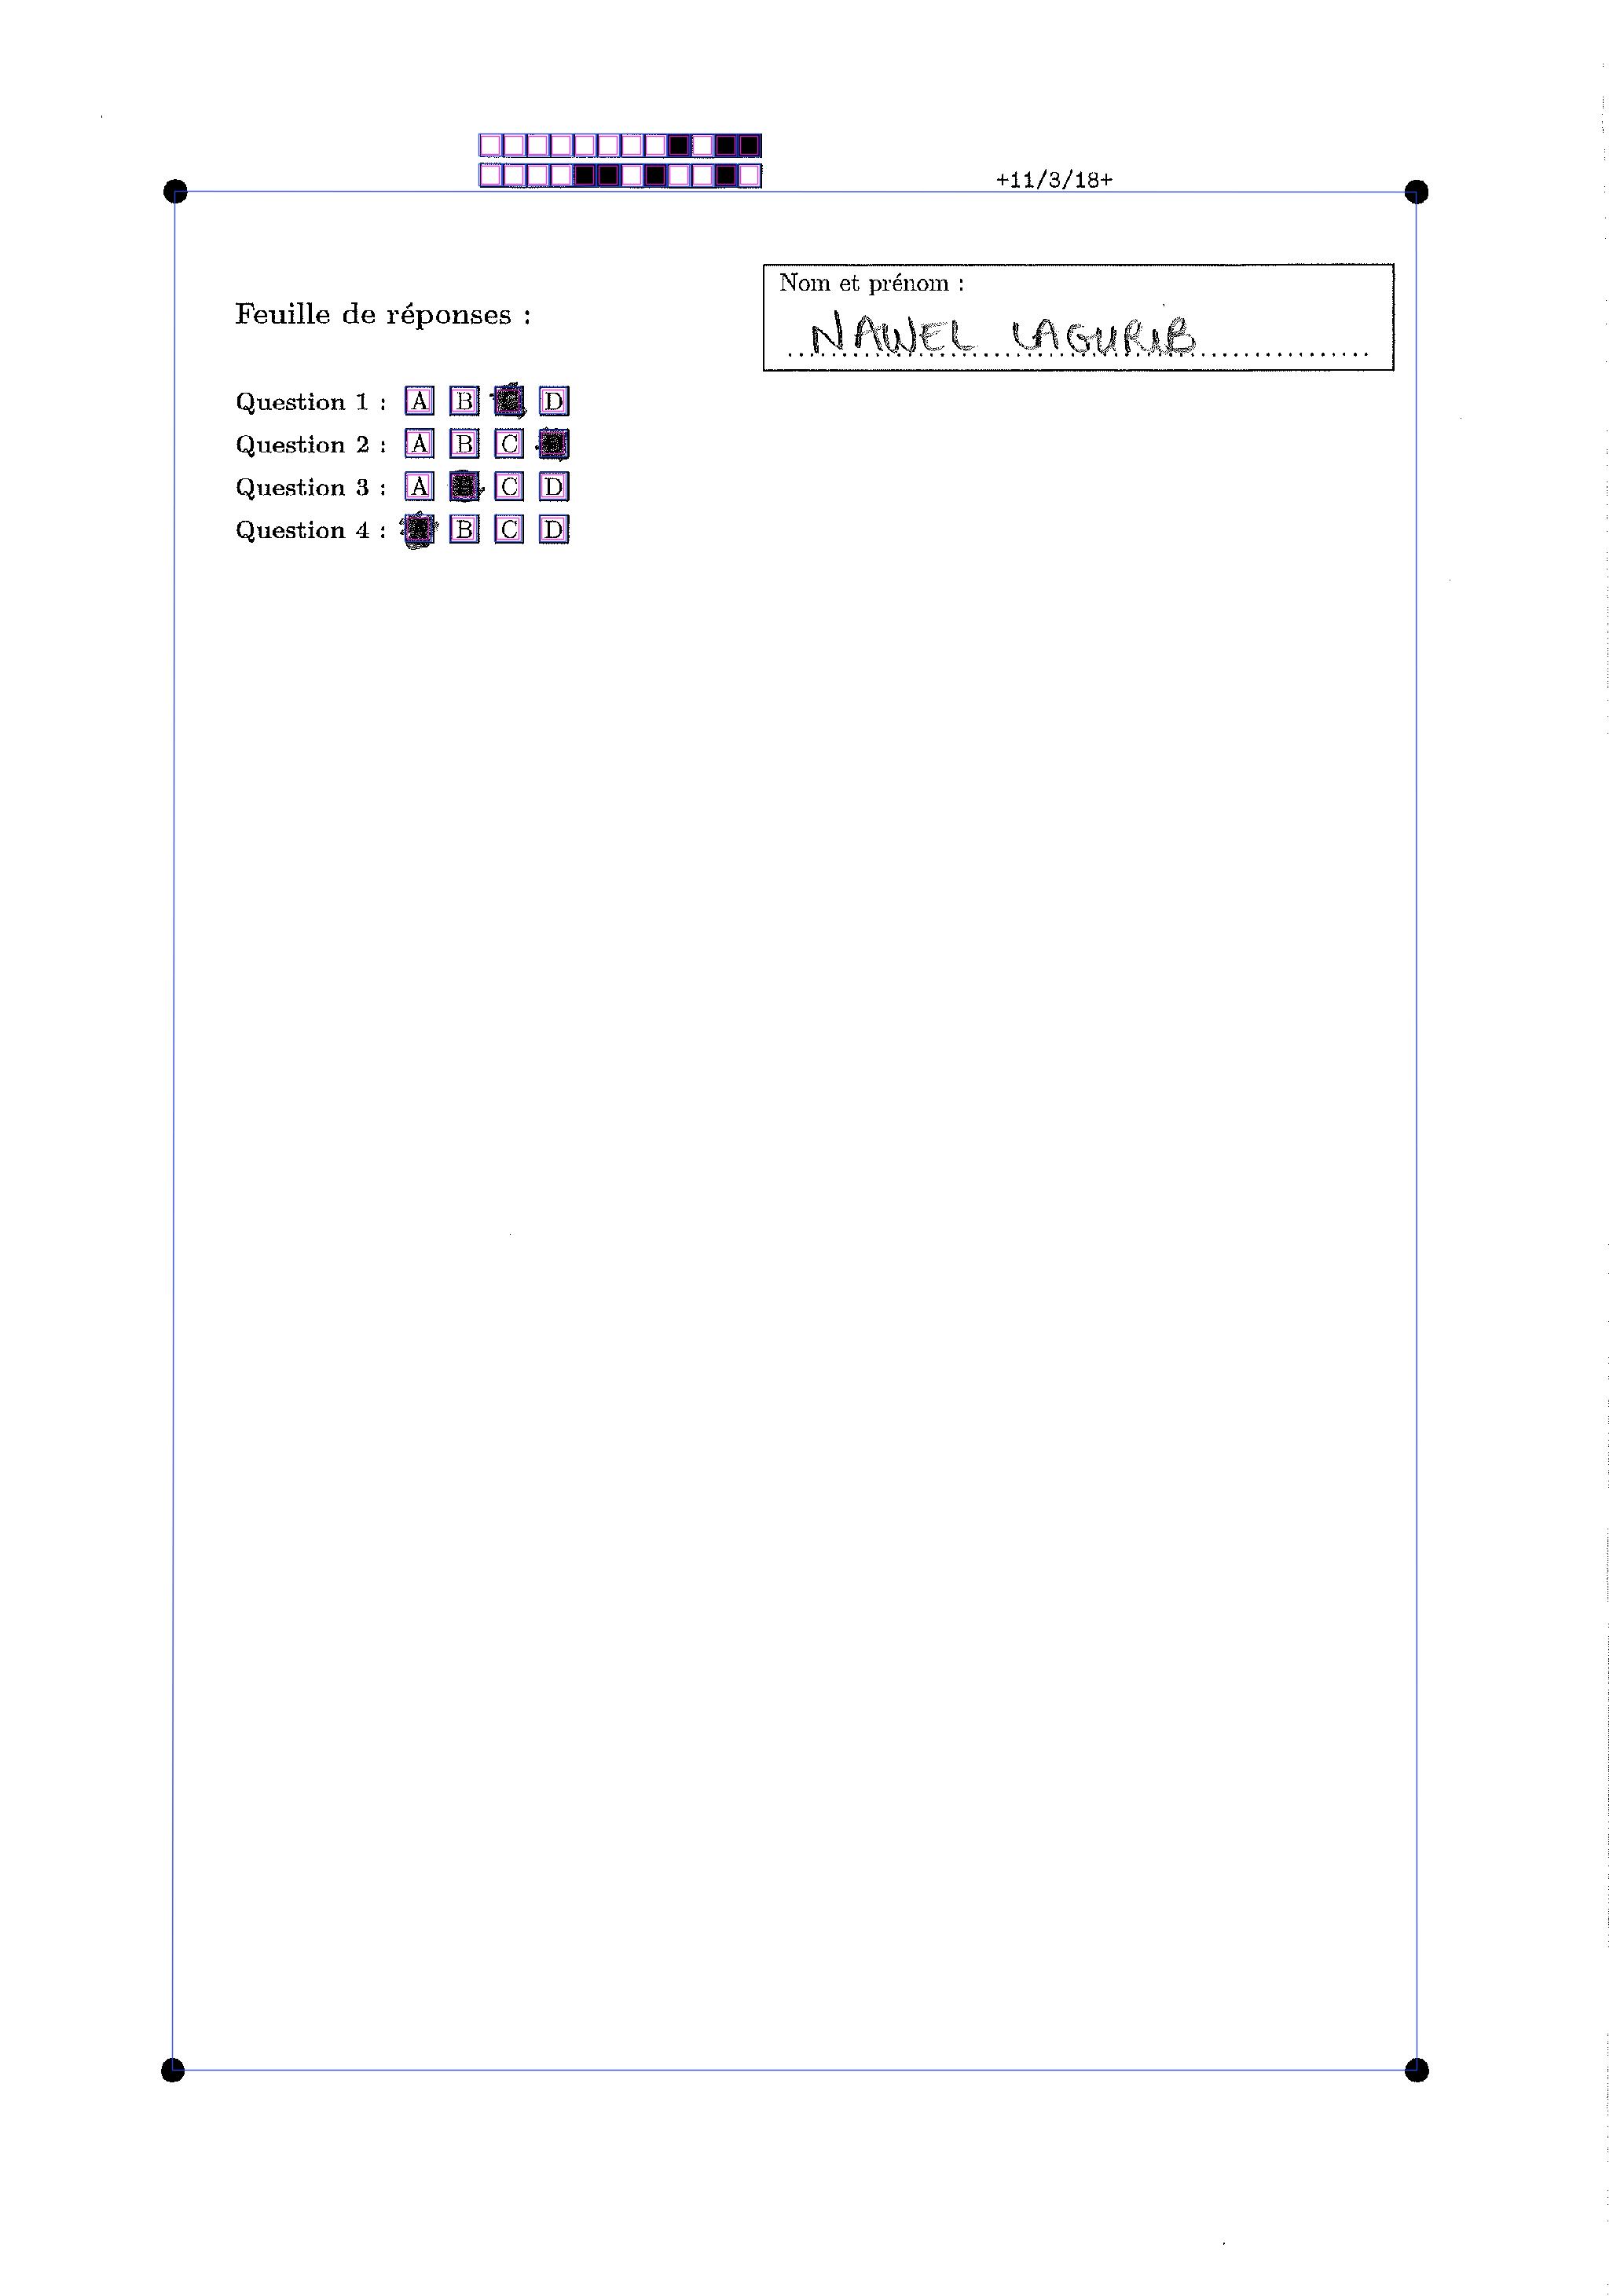 +11/3/18+
Nom et prénom :
NAWEL LAGURIB
Feuille de réponses :
Question 1 : A B C D
Question 2 : A B C D
Question 3 : A B C D
Question 4 : A B C D